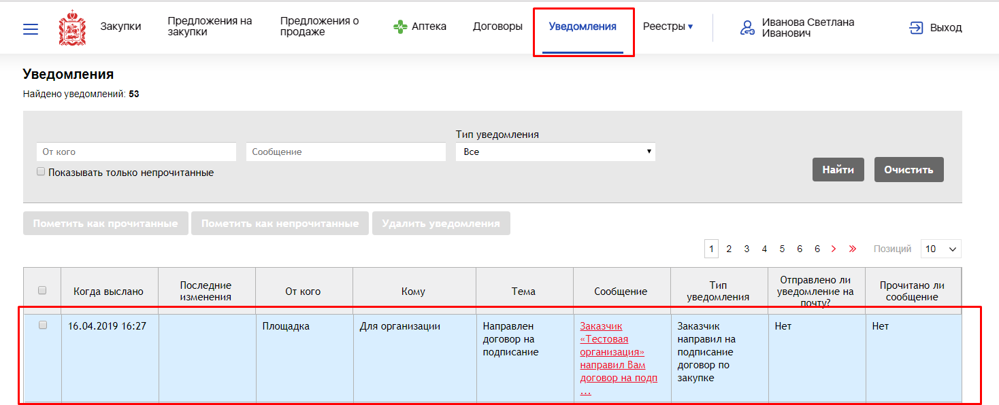 Закупки
Предложения на
закупки
Предложения о
продаже
Аптека
Договоры
Уведомления
Реестры ▾
Иванова Светлана
Иванович
Выход
Уведомления
Найдено уведомлений: 53
Тип уведомления
От кого
Сообщение
Все
Показывать только непрочитанные
Найти
Очистить
Пометить как прочитанные
Пометить как непрочитанные
Удалить уведомления
1 2 3 4 5 6 6 › »
Позиций
10
Когда выслано
Последние
изменения
От кого
Кому
Тема
Сообщение
Тип
уведомления
Отправлено ли
уведомление на
почту?
Прочитано ли
сообщение
16.04.2019 16:27
Площадка
Для организации
Направлен
договор на
подписание
Заказчик
«Тестовая
организация»
направил Вам
договор на подп
...
Заказчик
направил на
подписание
договор по
закупке
Нет
Нет